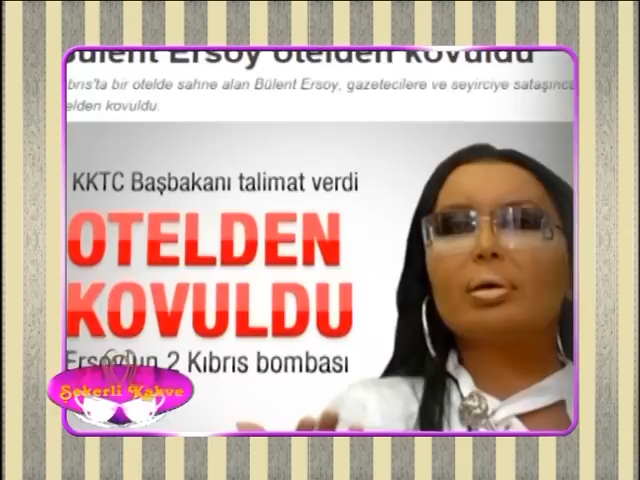 Bülent Ersoy otelden kovuldu
brıs'ta bir otelde sahne alan Bülent Ersoy, gazetecilere ve seyirciye sataşınca
elden kovuldu.
KKTC Başbakanı talimat verdi
OTELDEN
KOVULDU
Ersoy'un 2 Kıbrıs bombası
Şekerli Kahve